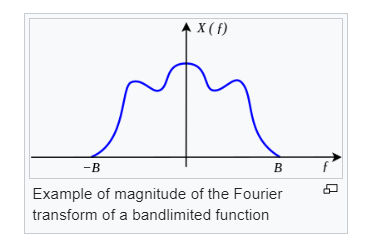 X(f)
-B
B
f
Example of magnitude of the Fourier
transform of a bandlimited function